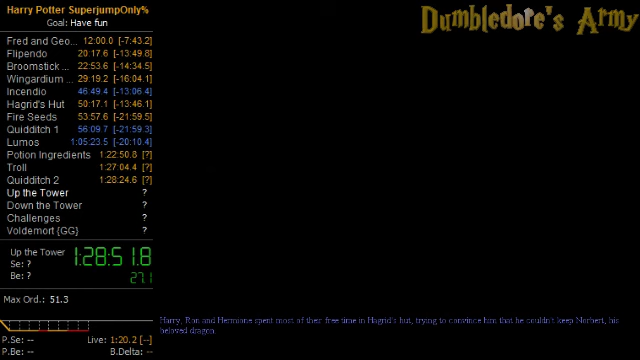 Harry Potter SuperjumpOnly%
Goal: Have fun
Dumbledore's Army
Fred and Geo... 12:00.0 [-7:43.2]
Flipendo 20:17.6 [-13:49.8]
Broomstick ... 22:53.6 [-14:34.5]
Wingardium ... 29:19.2 [-16:04.1]
Incendio 46:49.4 [-13:06.4]
Hagrid's Hut 50:17.1 [-13:46.1]
Fire Seeds 53:57.6 [-21:59.5]
Quidditch 1 56:09.7 [-21:59.3]
Lumos 1:05:23.5 [-20:10.4]
Potion Ingredients 1:22:50.8 [?]
Troll 1:27:04.4 [?]
Quidditch 2 1:28:24.6 [?]
Up the Tower ?
Down the Tower ?
Challenges ?
Voldemort {GG} ?
Up the Tower 1:28:51.8
Se: ?
Be: ? 27.1
Max Ord.: 51.3
Harry, Ron and Hermione spent most of their free time in Hagrid's hut, trying to convince him that he couldn't keep Norbert, his
beloved dragon.
P.Se: -- Live: 1:20.2 [--]
P.Be: -- B.Delta: --